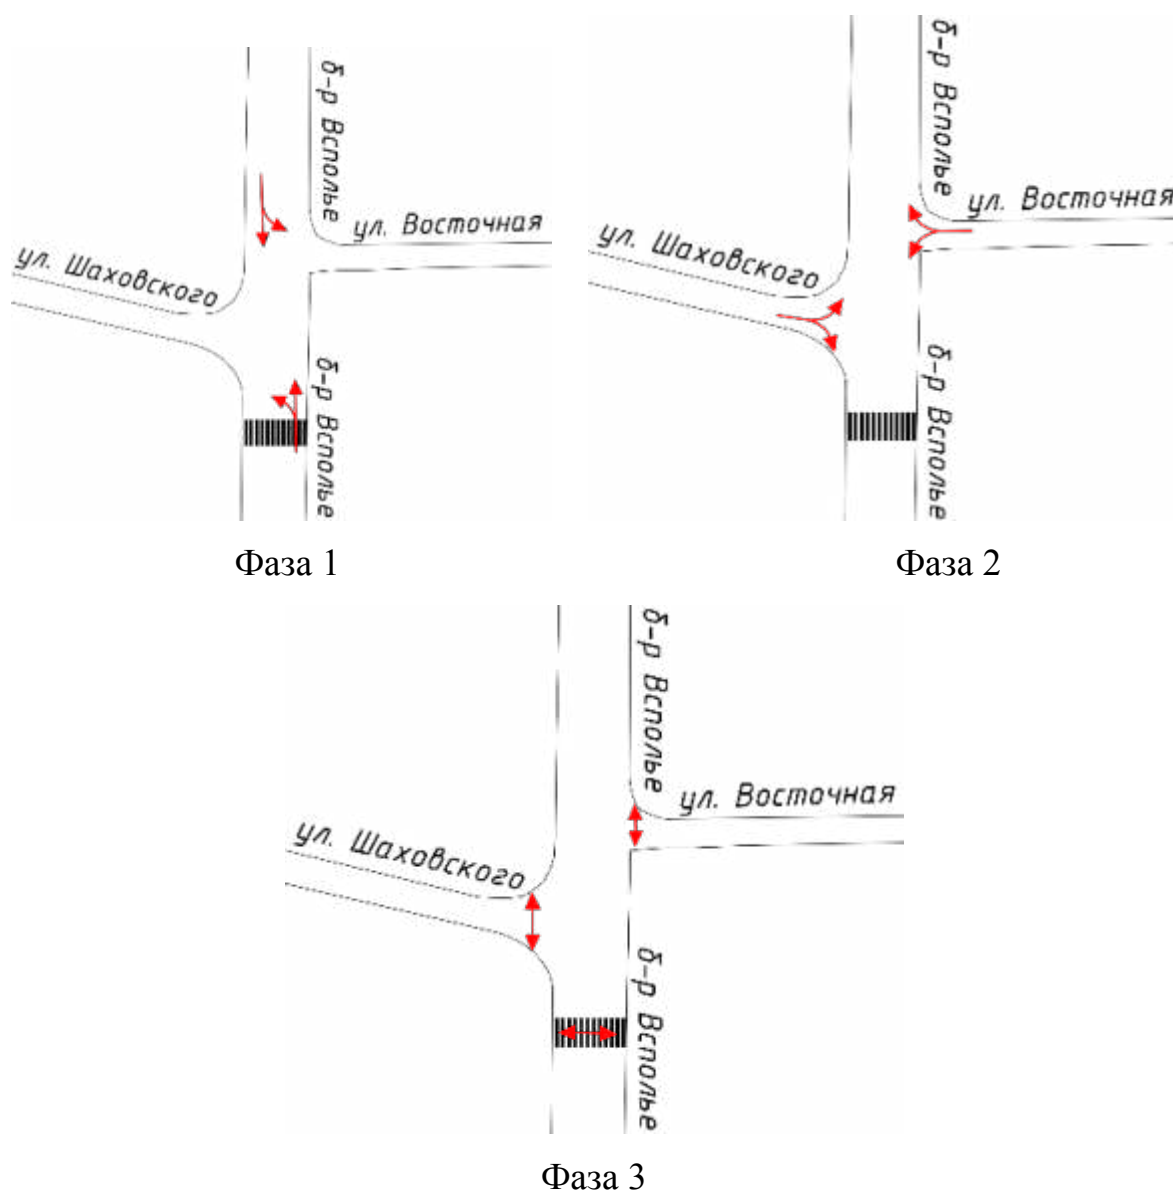 б-р Всполье
ул. Восточная
ул. Шаховского
б-р Всполье
Фаза 1
б-р Всполье
ул. Восточная
ул. Шаховского
б-р Всполье
Фаза 2
б-р Всполье
ул. Восточная
ул. Шаховского
б-р Всполье
Фаза 3